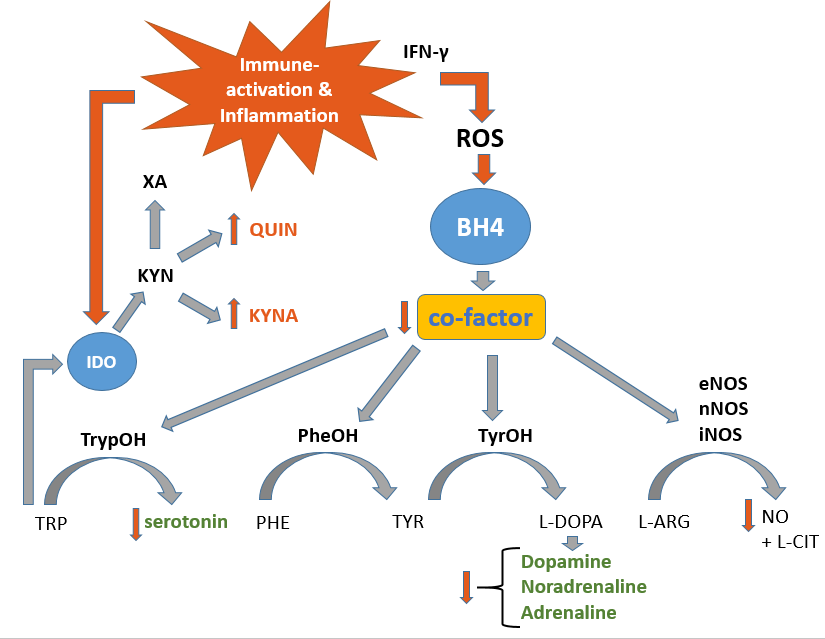 Immune-
activation &
Inflammation
IFN-γ
ROS
BH4
co-factor
XA
QUIN
KYN
KYNA
IDO
TrypOH
PheOH
TyrOH
eNOS
nNOS
iNOS
TRP
serotonin
PHE
TYR
L-DOPA
L-ARG
NO
+ L-CIT
Dopamine
Noradrenaline
Adrenaline